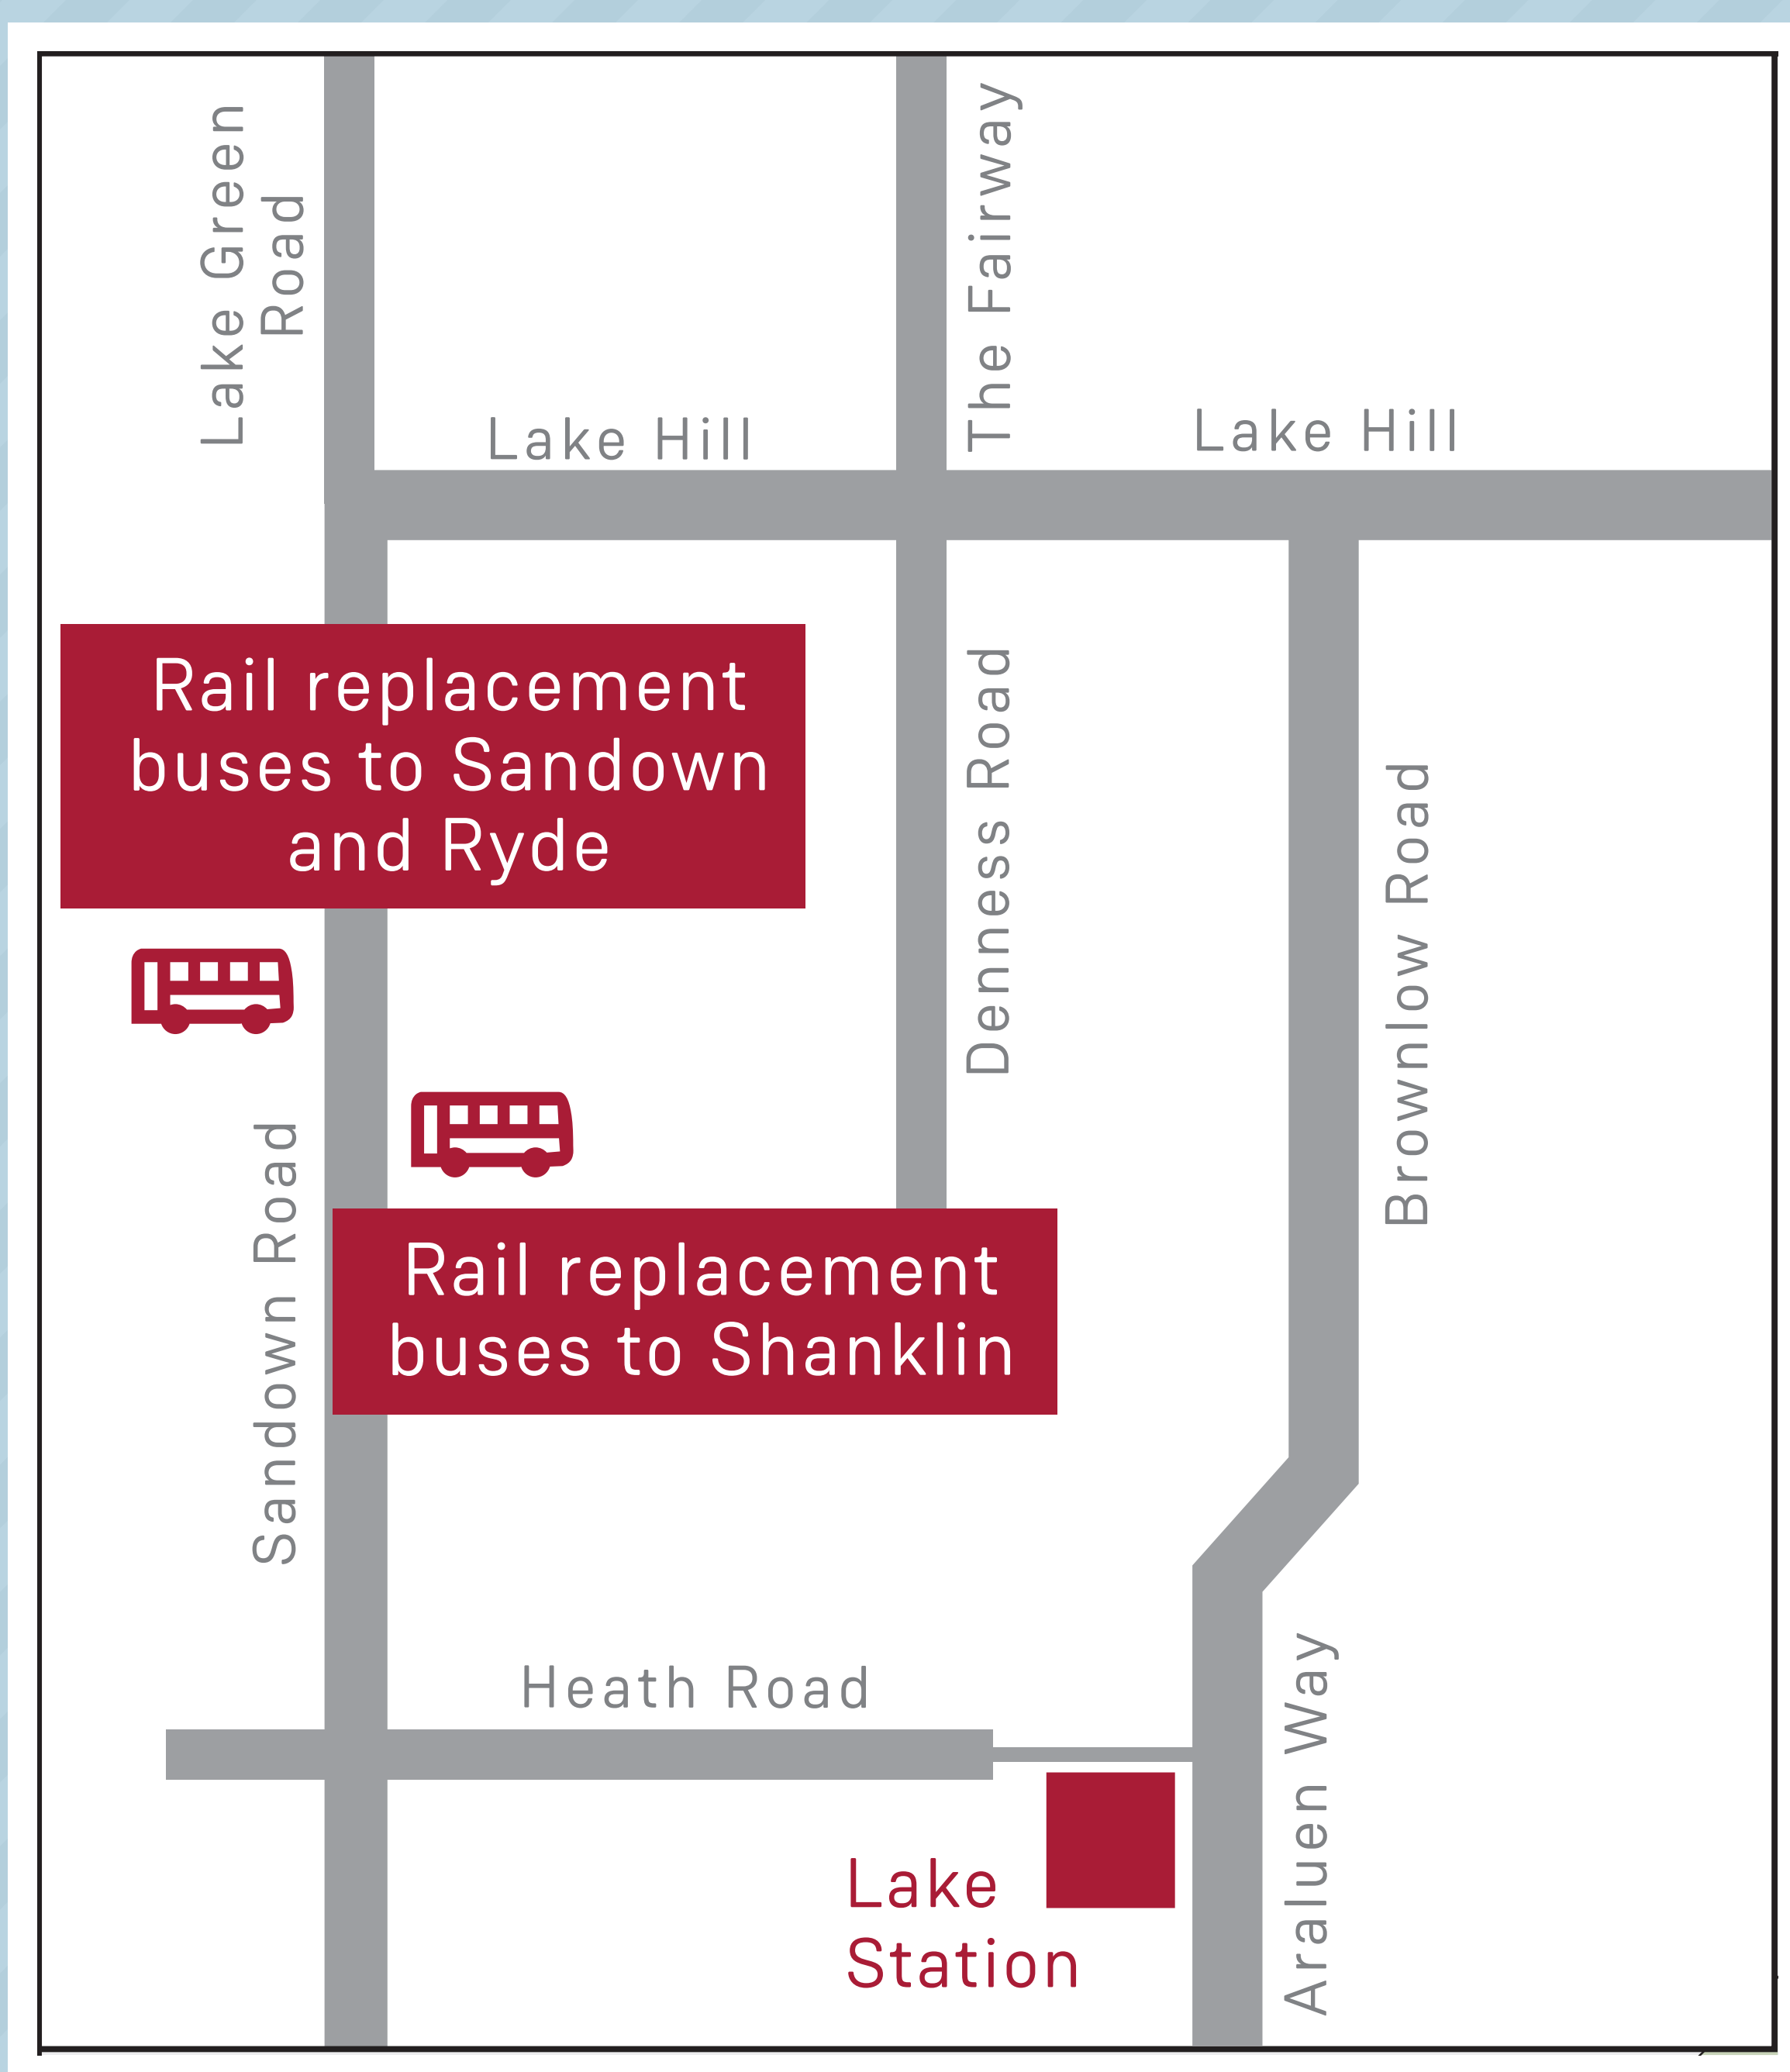 Lake Green
Road
The Fairway
Lake Hill
Lake Hill
Rail replacement
buses to Sandown
and Ryde
Denness Road
Brownlow Road
Sandown Road
Rail replacement
buses to Shanklin
Heath Road
Araluen Way
Lake
Station